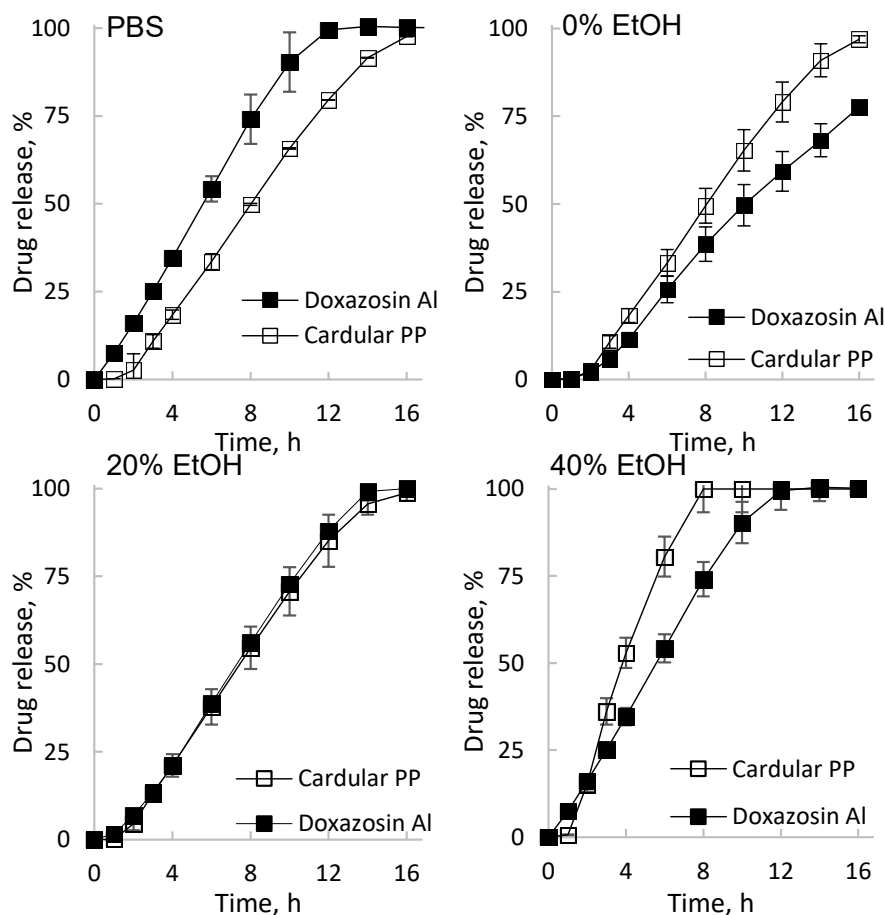 PBS
Drug release, %
100
75
50
25
0
Doxazosin Al
Cardular PP
0 4 8 12 16
Time, h
0% EtOH
Drug release, %
100
75
50
25
0
Doxazosin Al
Cardular PP
0 4 8 12 16
Time, h
20% EtOH
Drug release, %
100
75
50
25
0
Cardular PP
Doxazosin Al
0 4 8 12 16
Time, h
40% EtOH
Drug release, %
100
75
50
25
0
Cardular PP
Doxazosin Al
0 4 8 12 16
Time, h